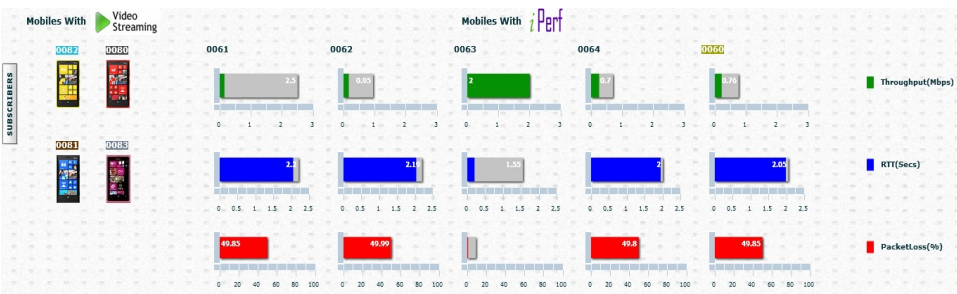 Mobiles With Video Streaming
Mobiles With iPerf
SUBSCRIBERS
0082 0080
0081 0083
0061 0062 0063 0064 0060
2.5 0.95 2 0.7 0.76
0 1 2 3 0 1 2 3 0 1 2 3 0 1 2 3 0 1 2 3
Throughput(Mbps)
2.2 2.19 1.55 2 2.05
0 0.5 1 1.5 2 2.5 0 0.5 1 1.5 2 2.5 0 0.5 1 1.5 2 2.5 0 0.5 1 1.5 2 2.5 0 0.5 1 1.5 2 2.5
RTT(Secs)
49.85 49.99 49.8 49.85
0 20 40 60 80 100 0 20 40 60 80 100 0 20 40 60 80 100 0 20 40 60 80 100 0 20 40 60 80 100
PacketLoss(%)